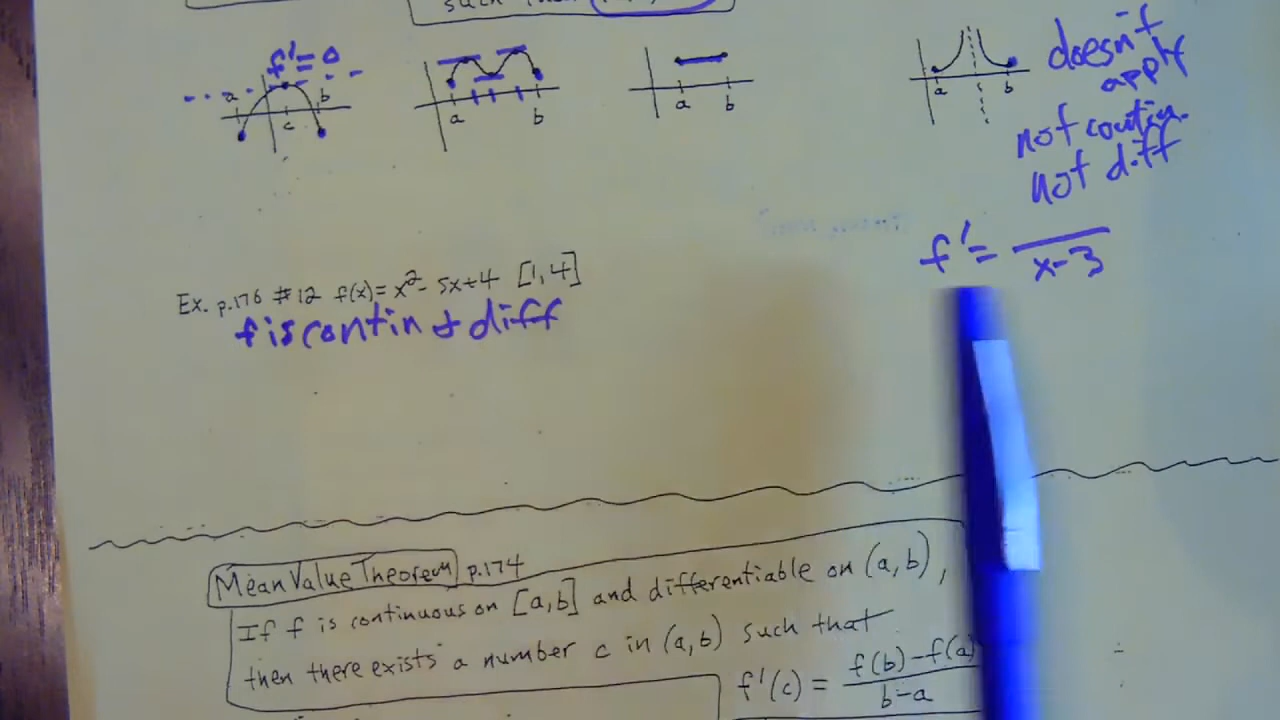 such
f'=0
a b
c
a b
a b
a b
doesn't
apply
not contin.
not diff
f' = / x-3
Ex. p.176 #12 f(x) = x² - 5x+4 [1,4]
f is contin + diff
Mean Value Theorem p.174
If f is continuous on [a,b] and differentiable on (a,b),
then there exists a number c in (a,b) such that
f'(c) = f(b)-f(a) / b-a